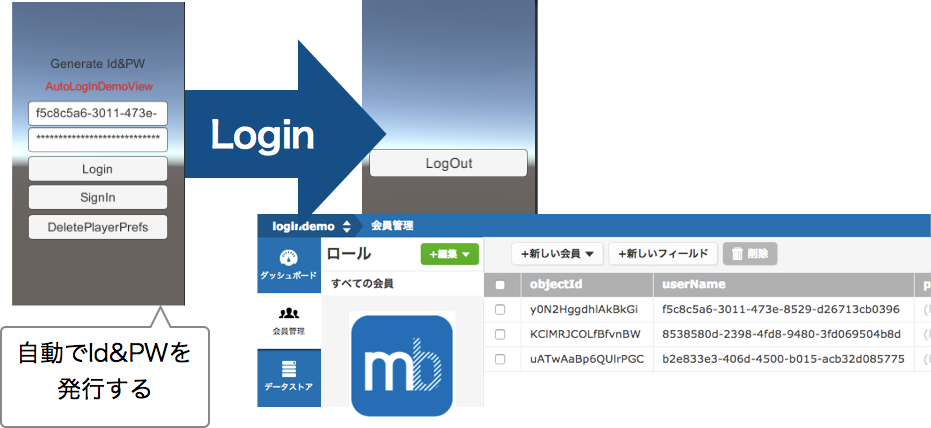 Generate Id&PW
AutoLogInDemoView
f5c8c5a6-3011-473e-
****************************
Login
SignIn
DeletePlayerPrefs
Login
LogOut
自動でId&PWを
発行する
logindemo
会員管理
ダッシュボード
会員管理
データストア
ロール
+編集
すべての会員
mb
+新しい会員
+新しいフィールド
削除
objectId userName p
y0N2HggdhlAkBkGi f5c8c5a6-3011-473e-8529-d26713cb0396
KClMRJCOLfBfvnBW 8538580d-2398-4fd8-9480-3fd069504b8d
uATwAaBp6QUlrPGC b2e833e3-406d-4500-b015-acb32d085775